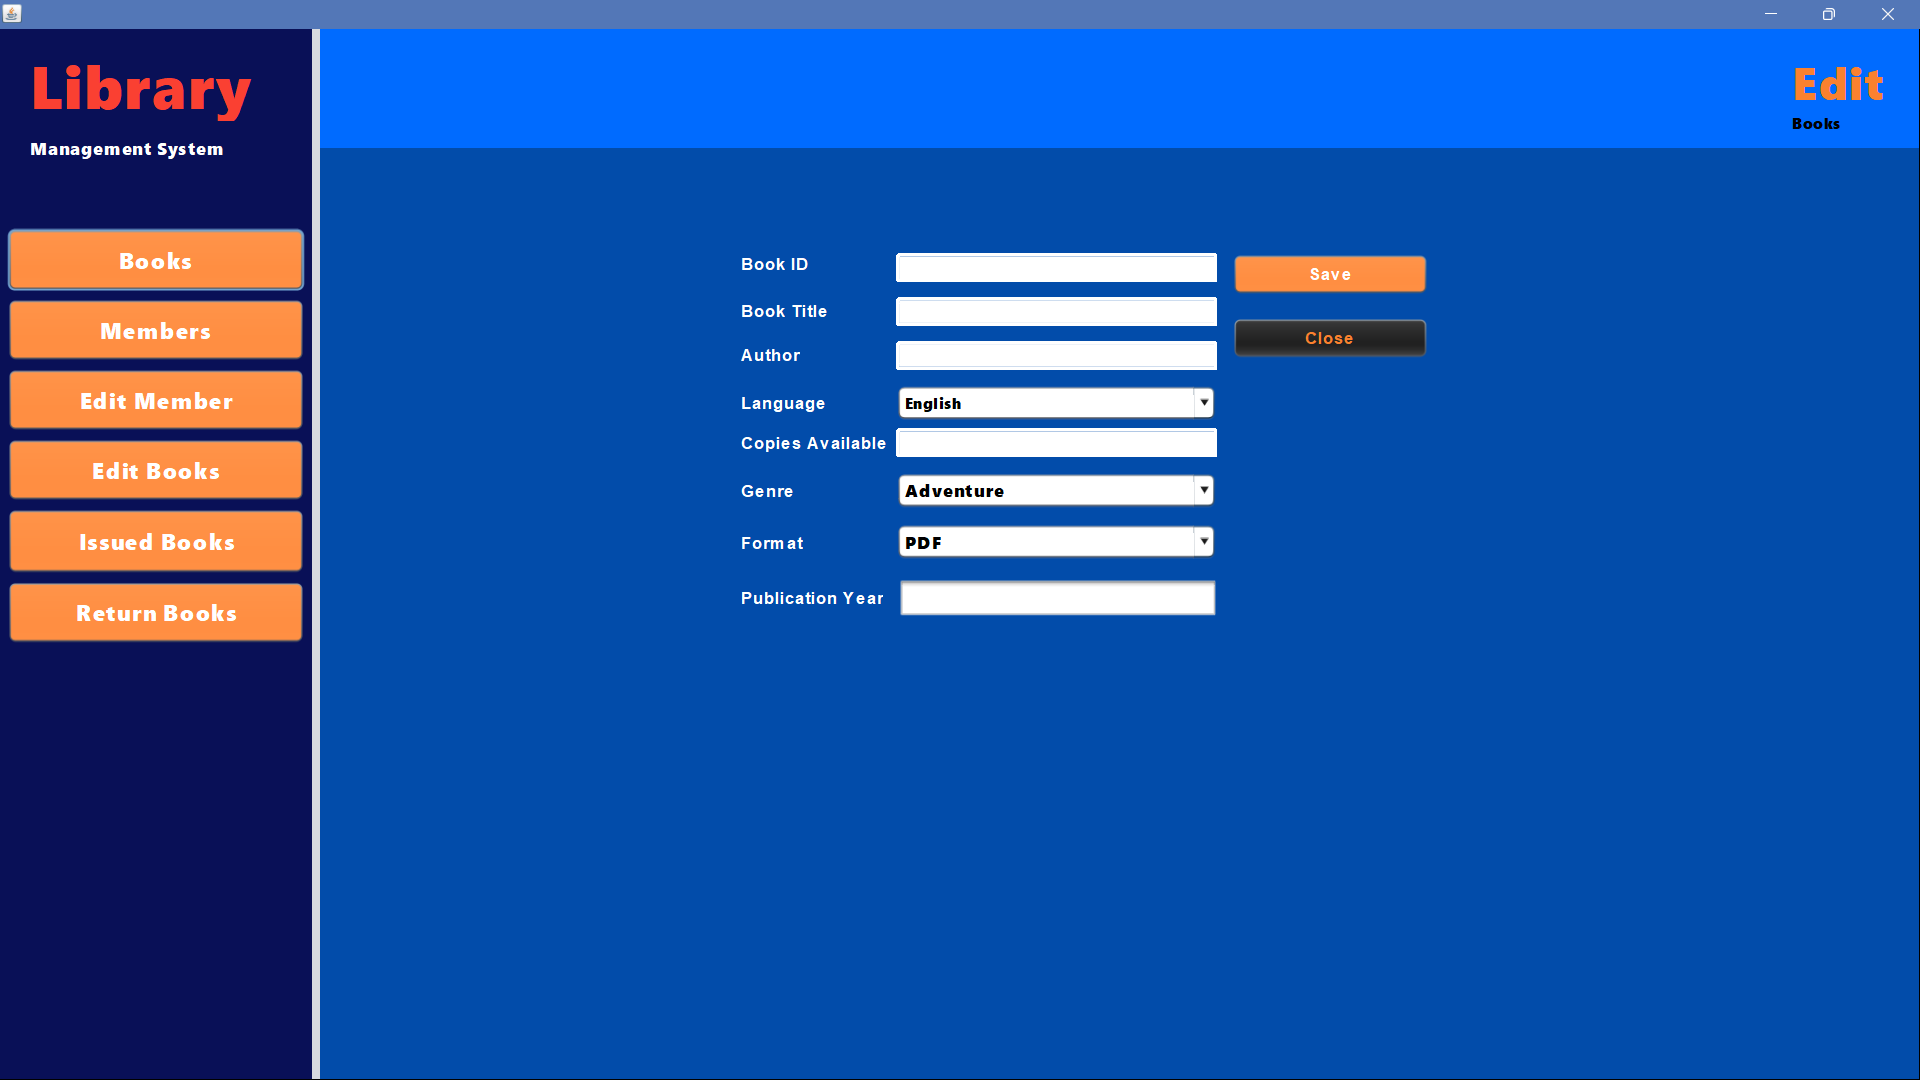 Library
Management System
Books
Members
Edit Member
Edit Books
Issued Books
Return Books
Edit
Books
Book ID
Save
Book Title
Close
Author
Language
English
Copies Available
Genre
Adventure
Format
PDF
Publication Year